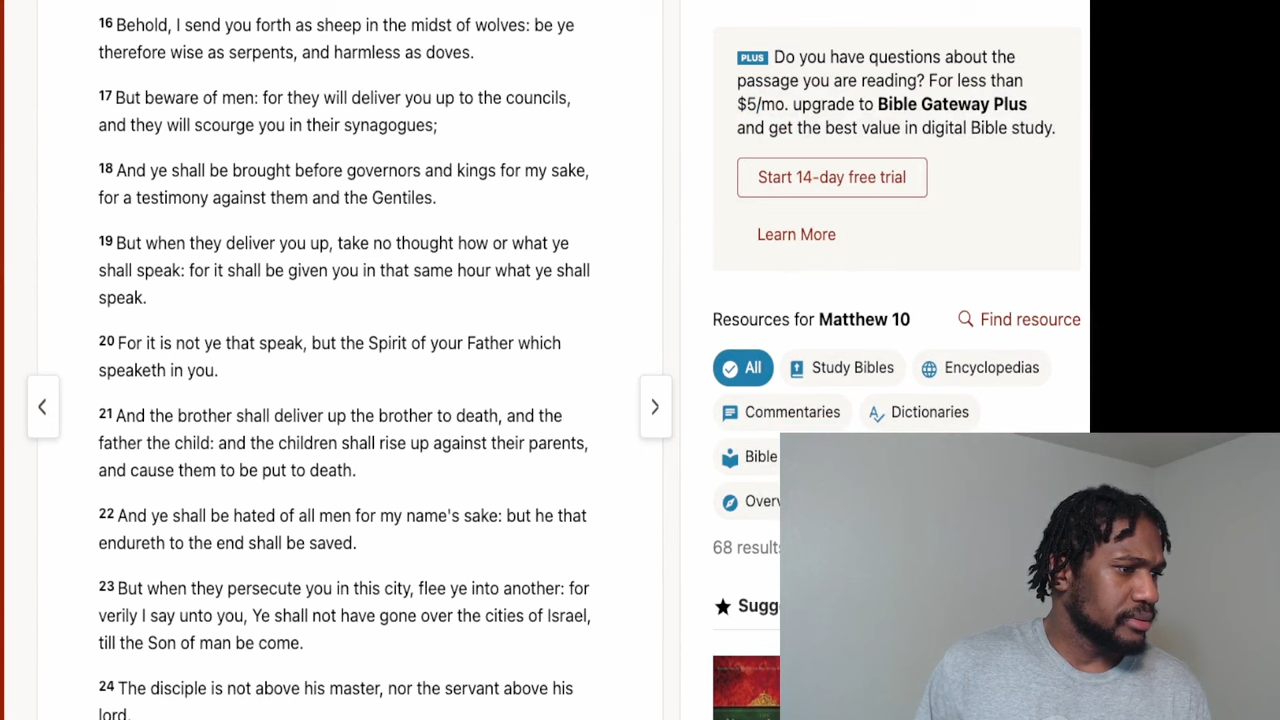 16 Behold, I send you forth as sheep in the midst of wolves: be ye
therefore wise as serpents, and harmless as doves.
17 But beware of men: for they will deliver you up to the councils,
and they will scourge you in their synagogues;
18 And ye shall be brought before governors and kings for my sake,
for a testimony against them and the Gentiles.
19 But when they deliver you up, take no thought how or what ye
shall speak: for it shall be given you in that same hour what ye shall
speak.
20 For it is not ye that speak, but the Spirit of your Father which
speaketh in you.
21 And the brother shall deliver up the brother to death, and the
father the child: and the children shall rise up against their parents,
and cause them to be put to death.
22 And ye shall be hated of all men for my name's sake: but he that
endureth to the end shall be saved.
23 But when they persecute you in this city, flee ye into another: for
verily I say unto you, Ye shall not have gone over the cities of Israel,
till the Son of man be come.
24 The disciple is not above his master, nor the servant above his
lord.
PLUS Do you have questions about the
passage you are reading? For less than
$5/mo. upgrade to Bible Gateway Plus
and get the best value in digital Bible study.
Start 14-day free trial
Learn More
Resources for Matthew 10 Find resource
All Study Bibles Encyclopedias
Commentaries Dictionaries
Bible
Overv
68 results
Sugg